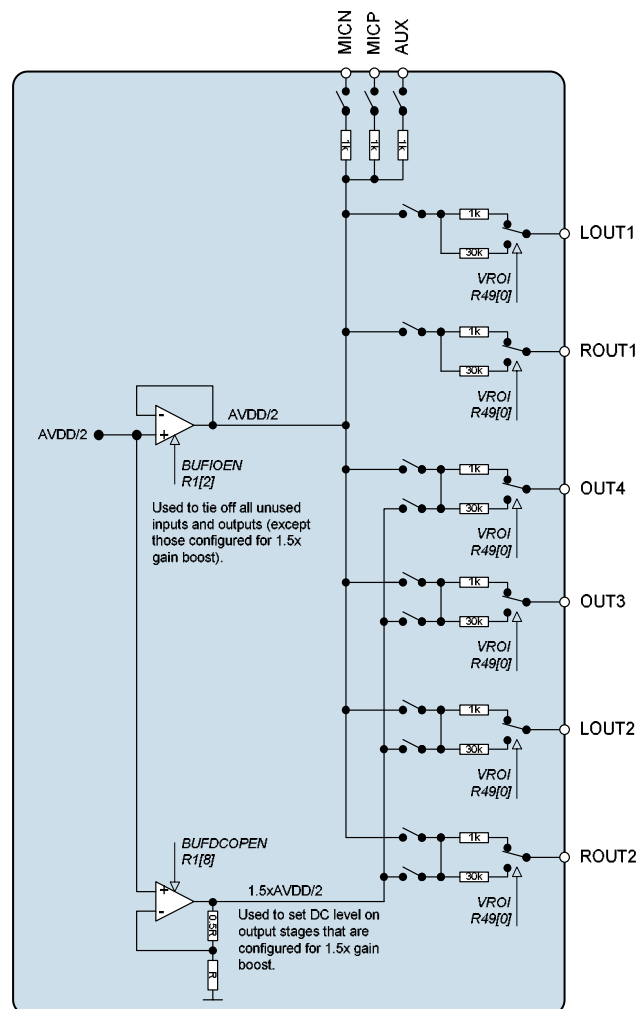 MICN MICP AUX
1k 1k 1k
1k
LOUT1
30k
VROI
R49[0]
1k
ROUT1
30k
VROI
R49[0]
AVDD/2
-
+
AVDD/2
BUFIOEN
R1[2]
Used to tie off all unused
inputs and outputs (except
those configured for 1.5x
gain boost).
1k
OUT4
30k
VROI
R49[0]
1k
OUT3
30k
VROI
R49[0]
1k
LOUT2
30k
VROI
R49[0]
1k
ROUT2
30k
VROI
R49[0]
BUFDCOPEN
R1[8]
+
-
1.5xAVDD/2
0.5R
R
Used to set DC level on
output stages that are
configured for 1.5x gain
boost.